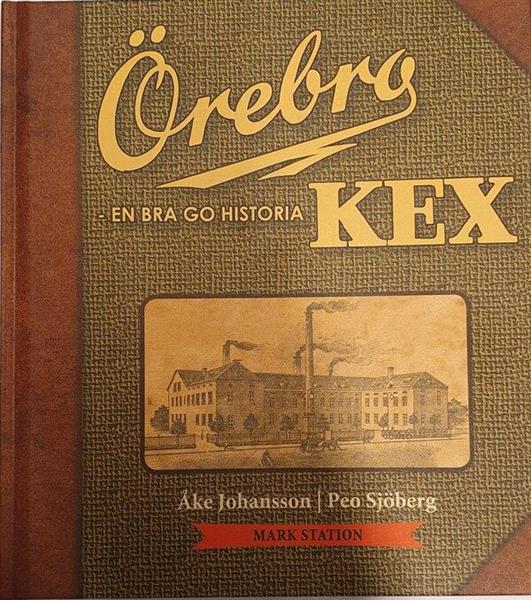 Örebro
- EN BRA GO HISTORIA KEX
Åke Johansson | Peo Sjöberg
MARK STATION